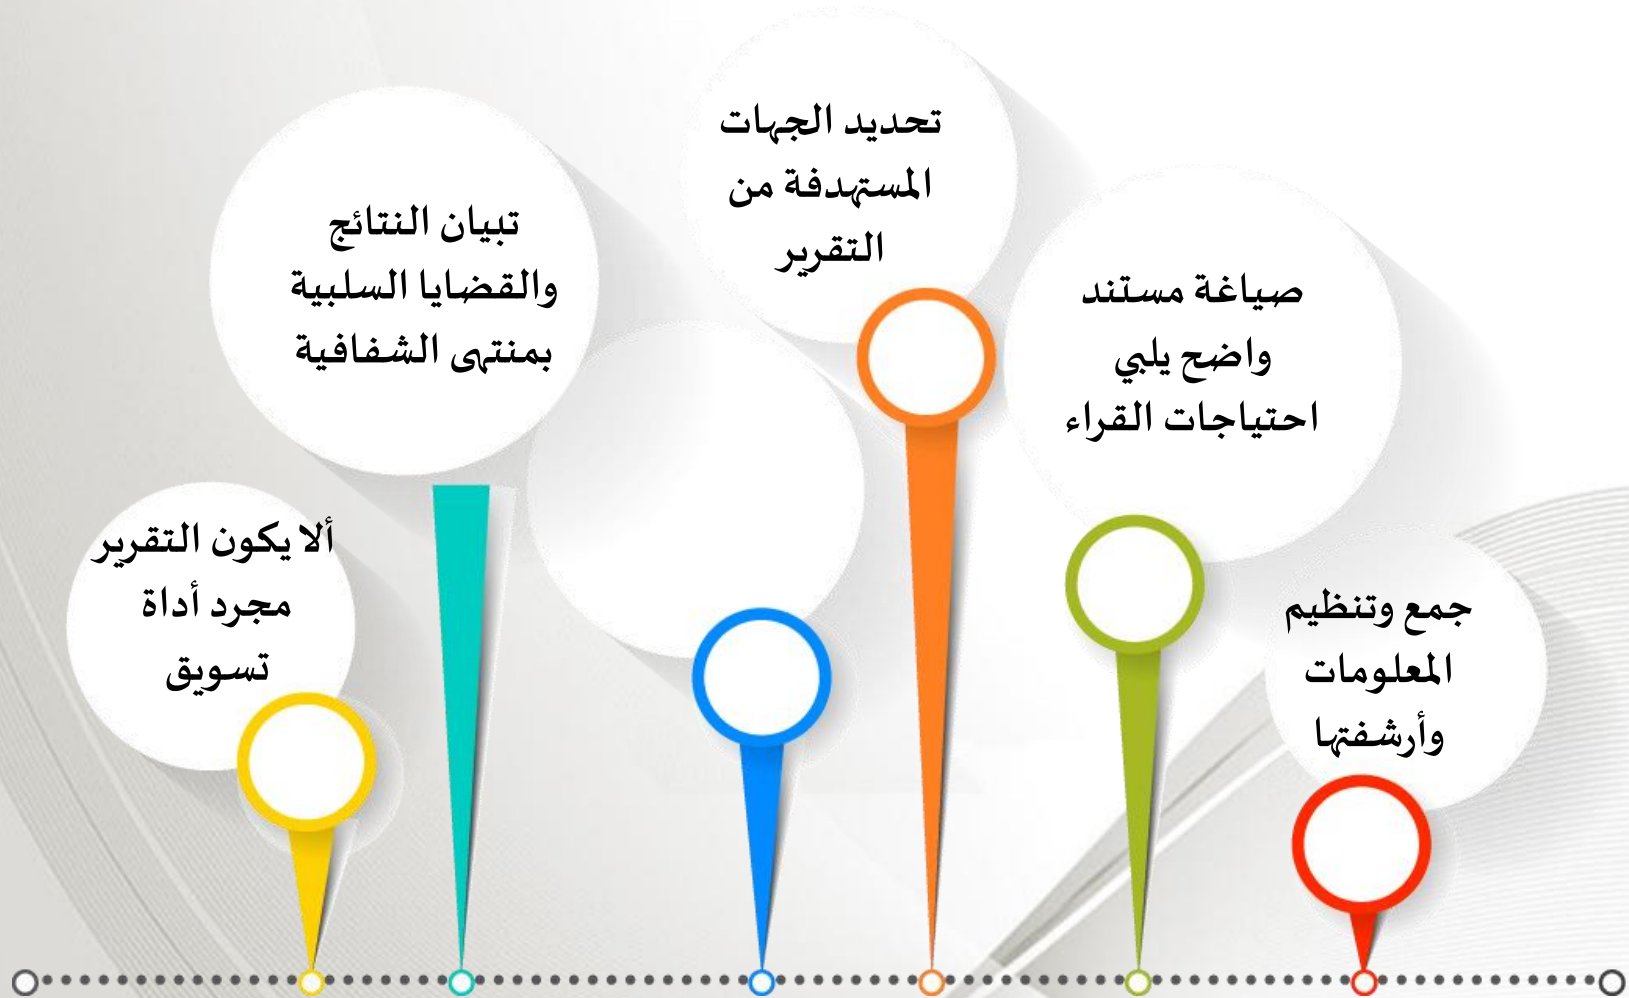 جمع وتنظيم
المعلومات
وأرشفتها
صياغة مستند
واضح يلبي
احتياجات القراء
تحديد الجهات
المستهدفة من
التقرير
تبيان النتائج
والقضايا السلبية
بمنتهى الشفافية
ألا يكون التقرير
مجرد أداة
تسويق